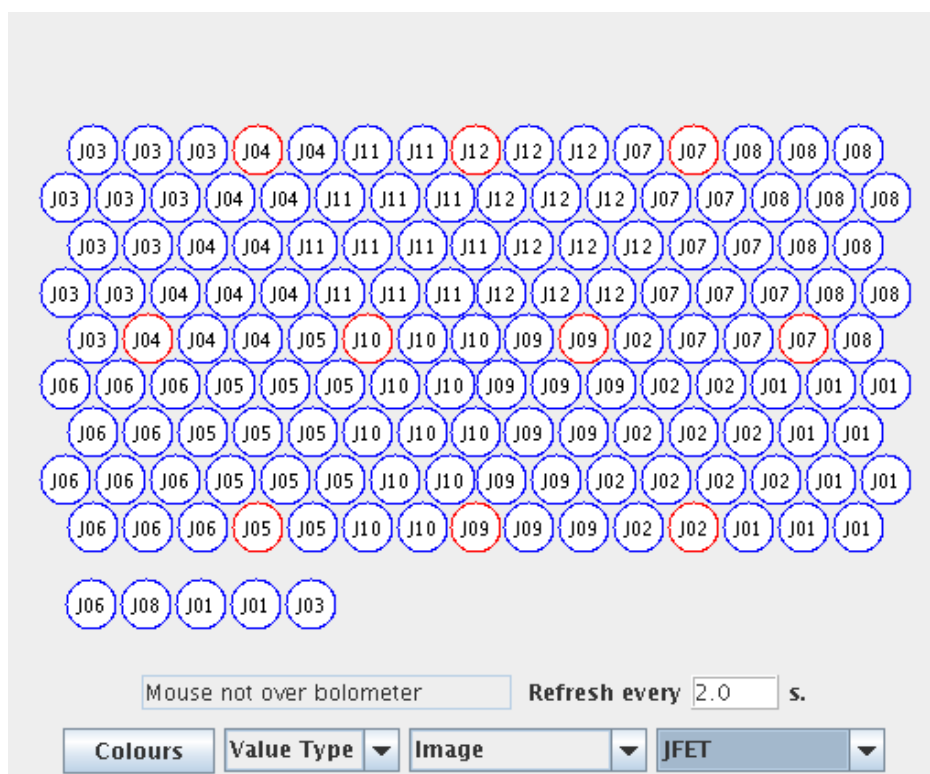 J03 J03 J03 J04 J04 J11 J11 J12 J12 J12 J07 J07 J08 J08 J08
J03 J03 J03 J04 J04 J11 J11 J11 J12 J12 J12 J07 J07 J08 J08 J08
J03 J03 J04 J04 J11 J11 J11 J11 J12 J12 J12 J07 J07 J08 J08
J03 J03 J04 J04 J04 J11 J11 J11 J12 J12 J12 J07 J07 J07 J08 J08
J03 J04 J04 J04 J05 J10 J10 J10 J09 J09 J02 J07 J07 J07 J08
J06 J06 J06 J05 J05 J05 J10 J10 J09 J09 J09 J02 J02 J01 J01 J01
J06 J06 J05 J05 J05 J10 J10 J10 J09 J09 J02 J02 J02 J01 J01
J06 J06 J06 J05 J05 J05 J10 J10 J09 J09 J02 J02 J02 J02 J01 J01
J06 J06 J06 J05 J05 J10 J10 J09 J09 J09 J02 J02 J01 J01 J01
J06 J08 J01 J01 J03
Mouse not over bolometer Refresh every 2.0 s.
Colours Value Type Image JFET